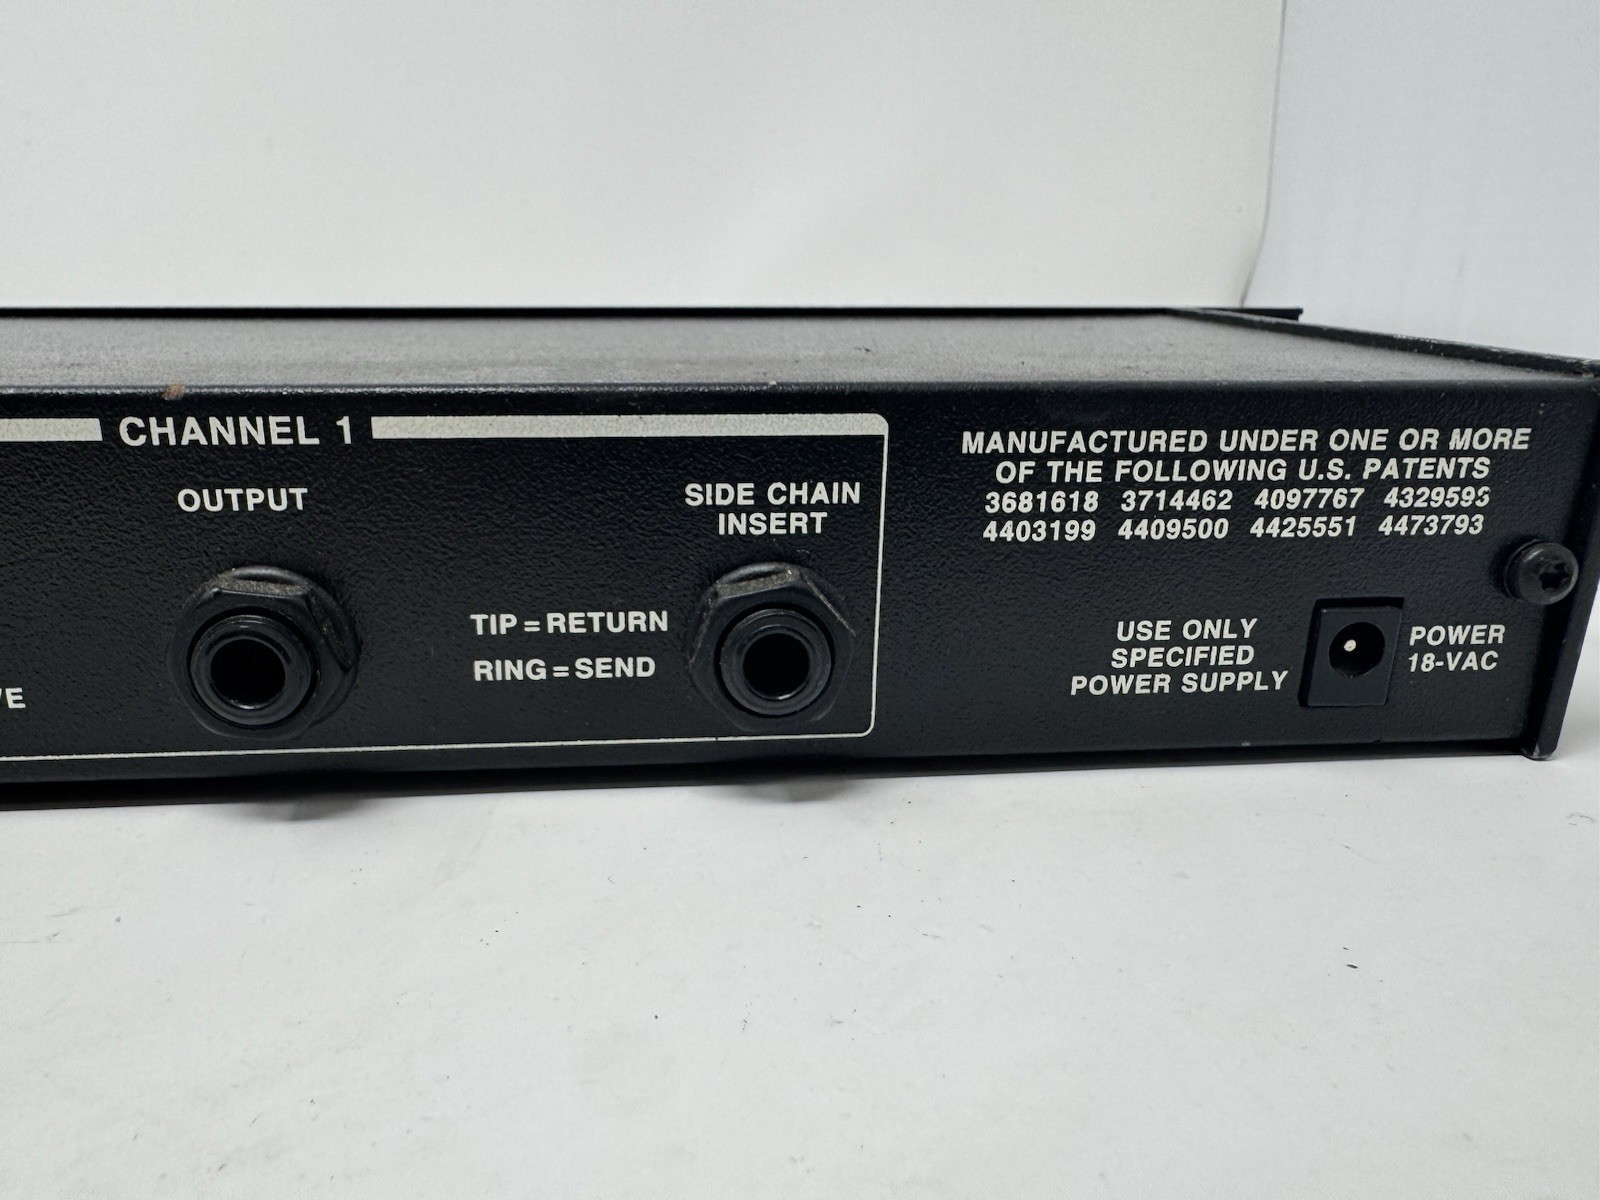 CHANNEL 1
OUTPUT
SIDE CHAIN
INSERT
TIP=RETURN
RING=SEND
MANUFACTURED UNDER ONE OR MORE
OF THE FOLLOWING U.S. PATENTS
3681618 3714462 4097767
4403199 4409500 4425551 4473793
USE ONLY
SPECIFIED
POWER SUPPLY
POWER
18-VAC